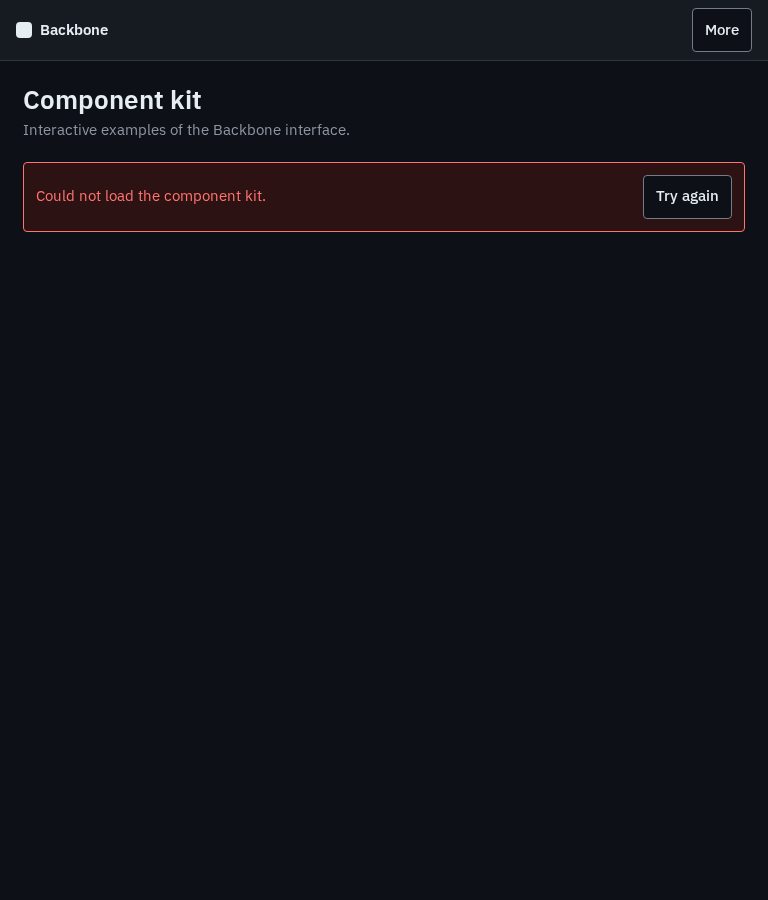 Backbone
More
Component kit
Interactive examples of the Backbone interface.
Could not load the component kit.
Try again